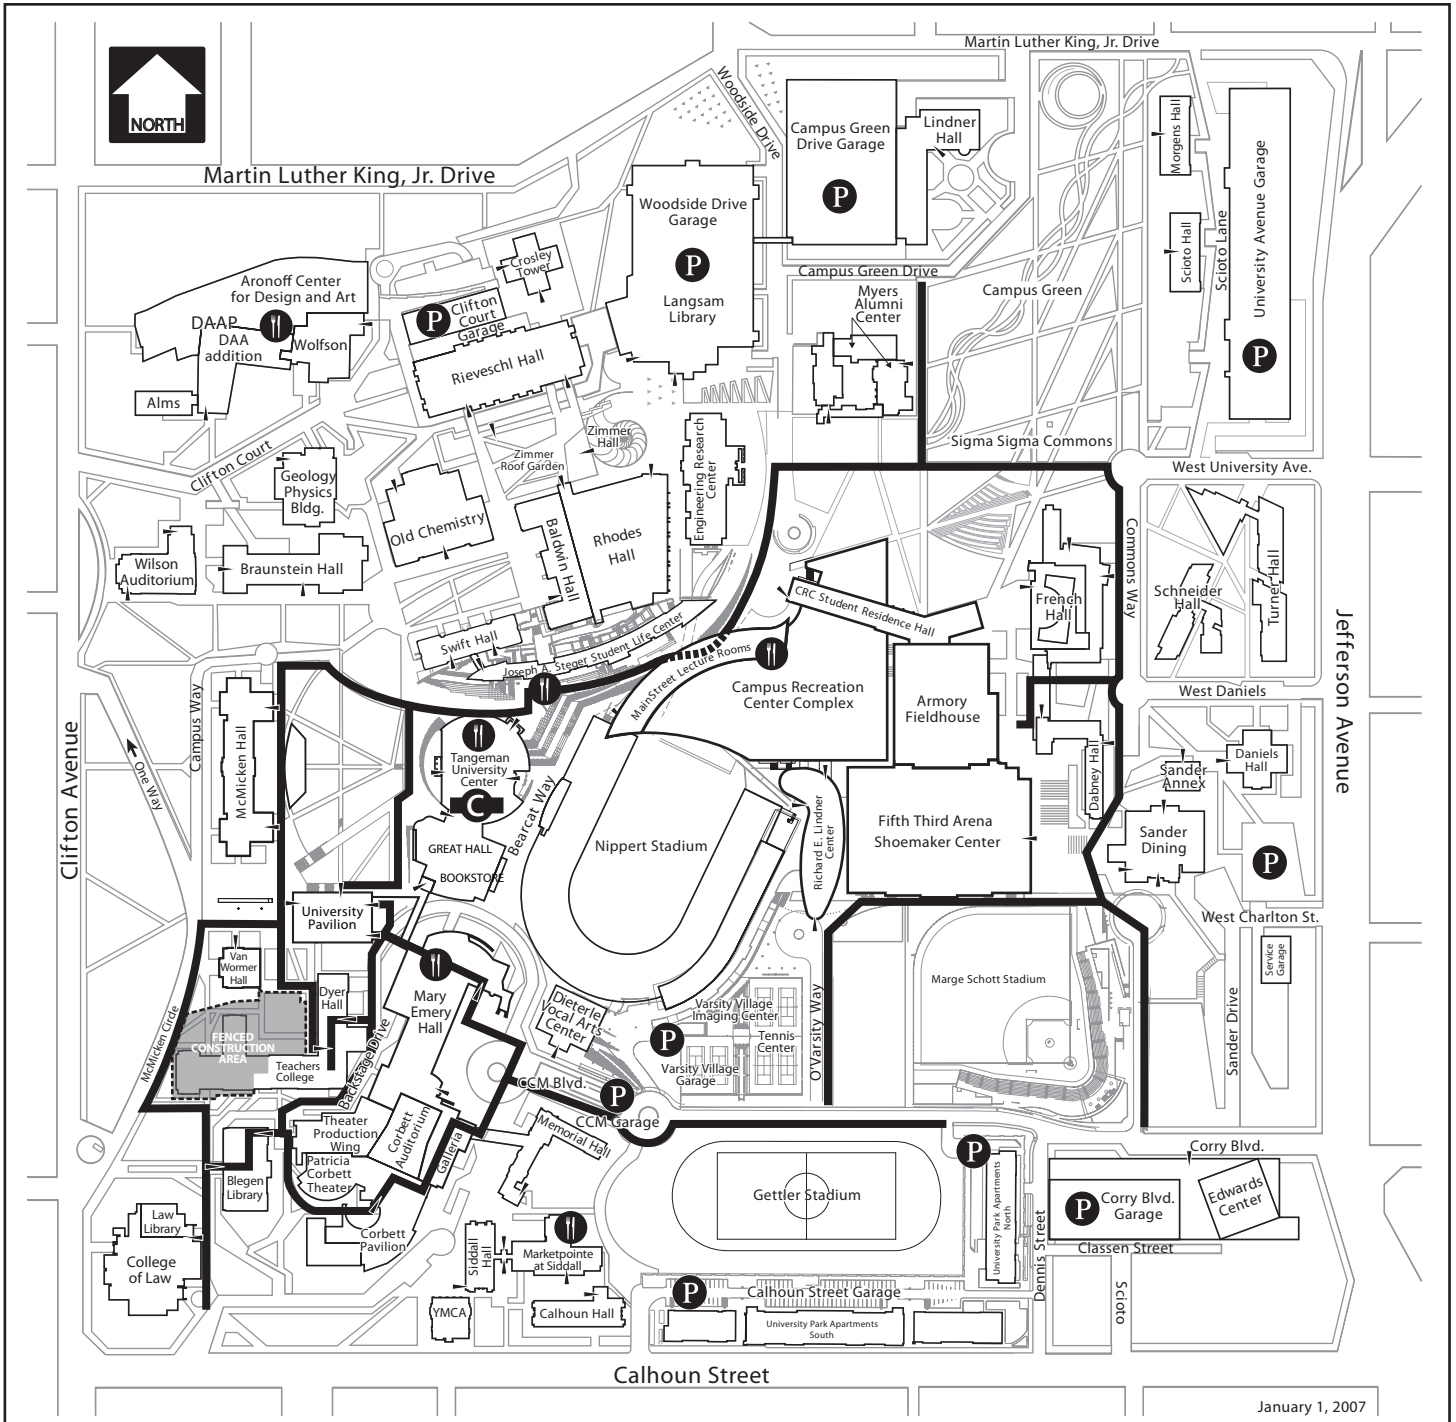 Martin Luther King, Jr. Drive
NORTH
Woodside Drive
Campus Green
Drive Garage
P
Lindner
Hall
Morgens Hall
University Avenue Garage
P
Martin Luther King, Jr. Drive
Woodside Drive
Garage
P
Langsam
Library
Scioto Hall
Scioto Lane
Crosley
Tower
Aronoff Center
for Design and Art
DAAP
DAA
addition
Wolfson
Alms
P
Clifton
Court
Garage
Rieveschl Hall
Campus Green Drive
Myers
Alumni
Center
Campus Green
Sigma Sigma Commons
West University Ave.
Zimmer
Hall
Zimmer
Roof Garden
Engineering Research
Center
Clifton Court
Geology
Physics
Bldg.
Old Chemistry
Baldwin Hall
Rhodes
Hall
Wilson
Auditorium
Braunstein Hall
Swift Hall
Joseph A. Steger Student Life Center
MainStreet Lecture Rooms
CRC Student Residence Hall
French
Hall
Commons Way
Schneider
Hall
Turner Hall
Jefferson Avenue
Campus Recreation
Center Complex
Armory
Fieldhouse
West Daniels
Clifton Avenue
One Way
Campus Way
McMicken Hall
Tangeman
University
Center
C
GREAT HALL
BOOKSTORE
Bearcat Way
Nippert Stadium
Richard E. Lindner
Center
Fifth Third Arena
Shoemaker Center
Dabney Hall
Sander
Annex
Daniels
Hall
Sander
Dining
P
University
Pavilion
West Charlton St.
Service
Garage
Van
Wormer
Hall
Dyer
Hall
Mary
Emery
Hall
Dieterle
Vocal Arts
Center
Varsity Village
Imaging Center
P
Tennis
Center
Varsity Village
Garage
O'Varsity Way
Marge Schott Stadium
Sander Drive
McMicken Circle
FENCED
CONSTRUCTION
AREA
Teachers
College
Backstage Drive
CCM Blvd.
P
CCM Garage
Theater
Production
Wing
Corbett
Auditorium
Galleria
Memorial Hall
Patricia
Corbett
Theater
Blegen
Library
Corbett
Pavilion
Law
Library
College
of Law
Gettler Stadium
P
University Park Apartments
North
Dennis Street
Corry Blvd.
P
Corry Blvd.
Garage
Edwards
Center
Classen Street
Scioto
Siddall
Hall
Marketpointe
at Siddall
YMCA
Calhoun Hall
P
Calhoun Street Garage
University Park Apartments
South
Calhoun Street
January 1, 2007